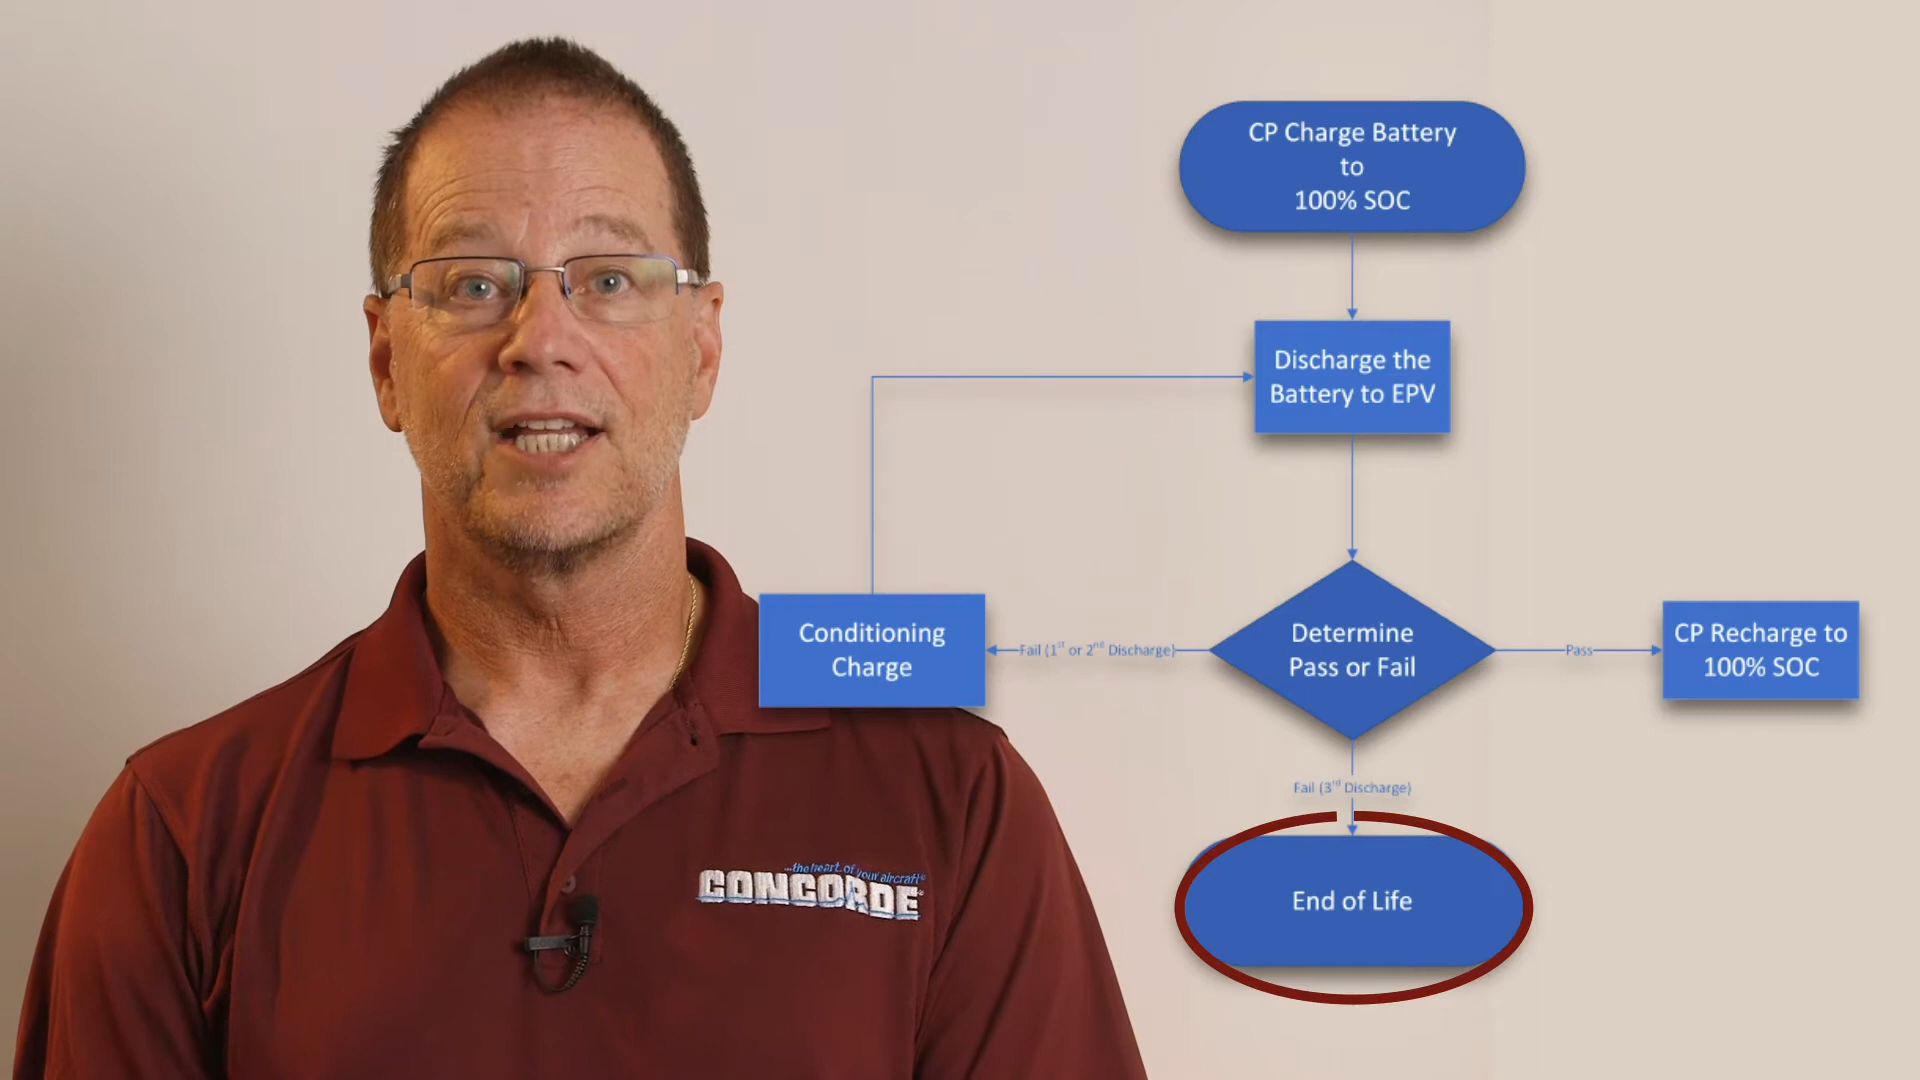 CP Charge Battery
to
100% SOC
Discharge the
Battery to EPV
Conditioning
Charge
Fail (1st or 2nd Discharge)
Determine
Pass or Fail
Pass
CP Recharge to
100% SOC
Fail (3rd Discharge)
End of Life
...the heart of your aircraft®
CONCORDE